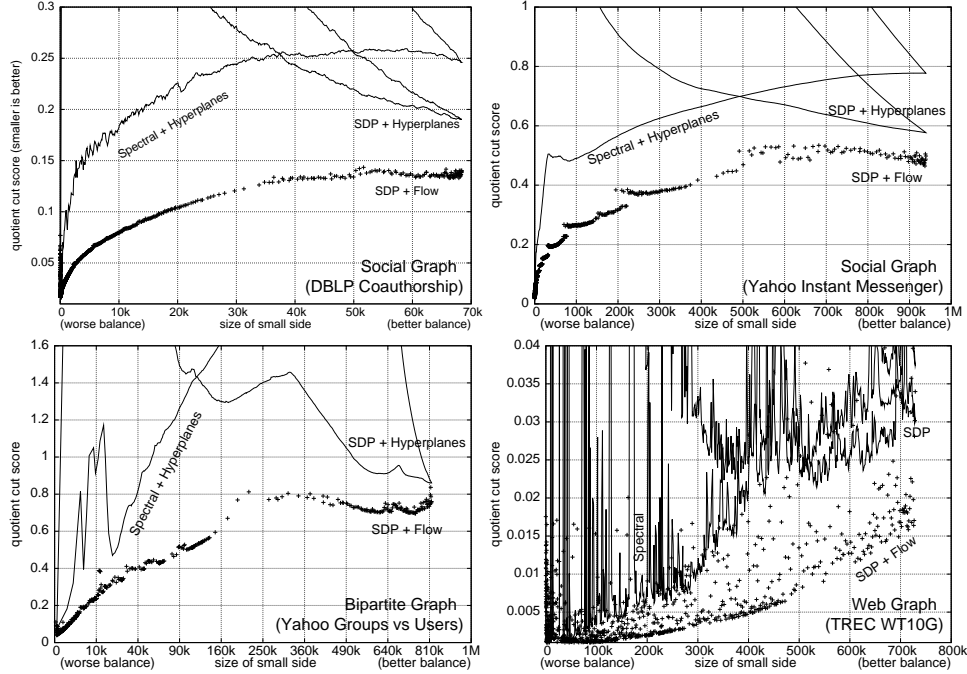 quotient cut score (smaller is better)
0.3
0.25
0.2
0.15
0.1
0.05
Spectral + Hyperplanes
SDP + Hyperplanes
SDP + Flow
Social Graph
(DBLP Coauthorship)
0 10k 20k 30k 40k 50k 60k 70k
(worse balance) size of small side (better balance)
quotient cut score
1
0.8
0.6
0.4
0.2
0
Spectral + Hyperplanes
SDP + Hyperplanes
SDP + Flow
Social Graph
(Yahoo Instant Messenger)
0 100k 200k 300k 400k 500k 600k 700k 800k 900k 1M
(worse balance) size of small side (better balance)
quotient cut score
1.6
1.4
1.2
1
0.8
0.6
0.4
0.2
0
Spectral + Hyperplanes
SDP + Hyperplanes
SDP + Flow
Bipartite Graph
(Yahoo Groups vs Users)
0 10k 40k 90k 160k 250k 360k 490k 640k 810k 1M
(worse balance) size of small side (better balance)
quotient cut score
0.04
0.035
0.03
0.025
0.02
0.015
0.01
0.005
Spectral
SDP
SDP + Flow
Web Graph
(TREC WT10G)
0 100k 200k 300k 400k 500k 600k 700k 800k
(worse balance) size of small side (better balance)